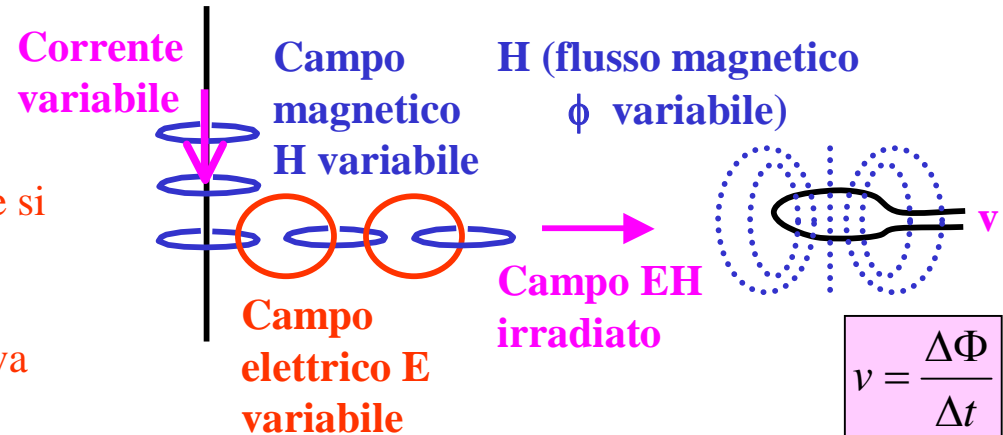 Corrente
variabile
Campo
magnetico
H variabile
H (flusso magnetico
ϕ variabile)
e si
va
Campo
elettrico E
variabile
Campo EH
irradiato
v
v = ΔΦ / Δt